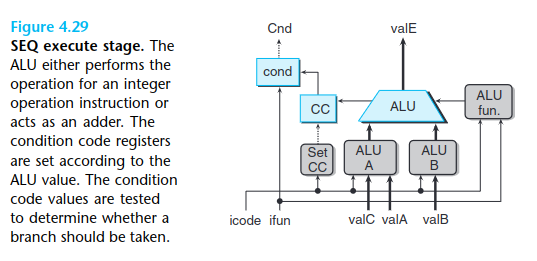 Figure 4.29
SEQ execute stage. The
ALU either performs the
operation for an integer
operation instruction or
acts as an adder. The
condition code registers
are set according to the
ALU value. The condition
code values are tested
to determine whether a
branch should be taken.
Cnd
valE
cond
CC
ALU
ALU
fun.
Set
CC
ALU
A
ALU
B
icode ifun
valC valA valB